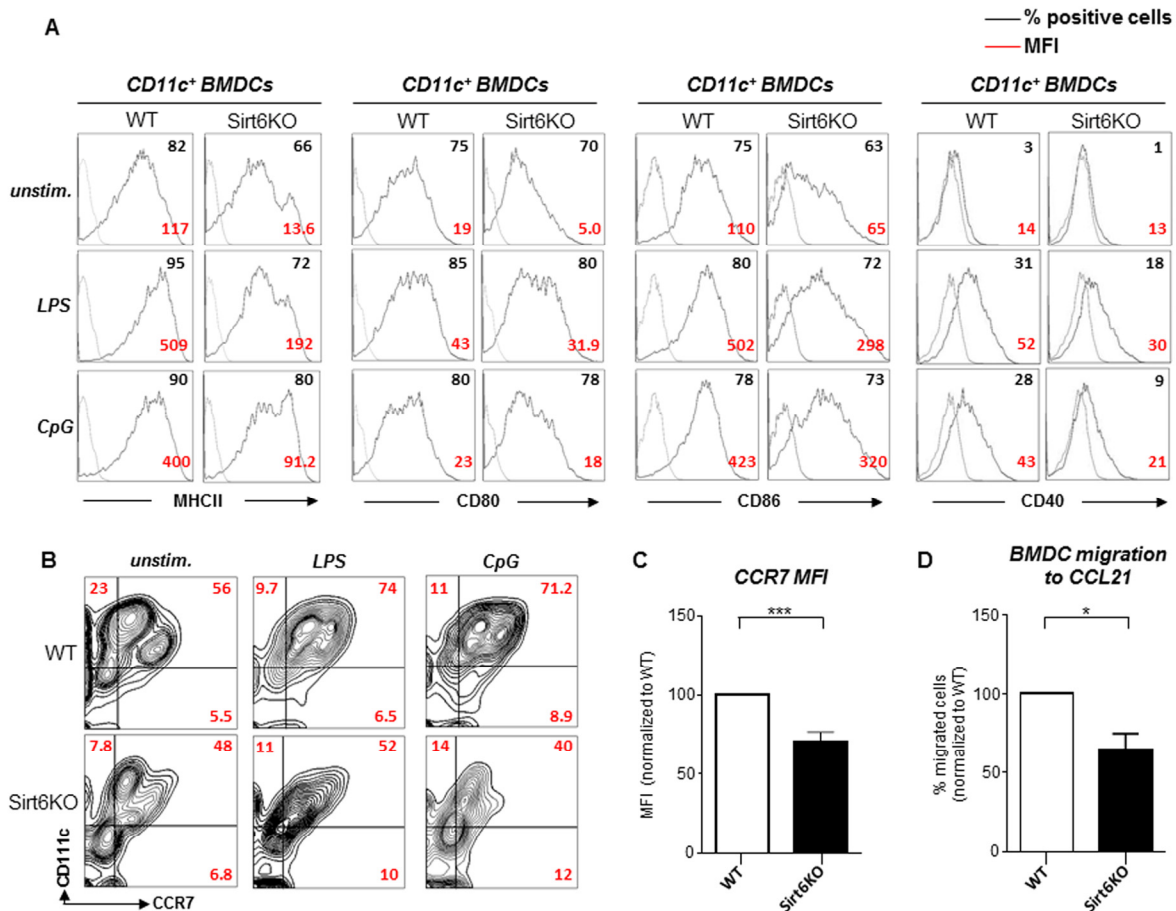 A
% positive cells
MFI
CD11c+ BMDCs CD11c+ BMDCs CD11c+ BMDCs CD11c+ BMDCs
WT Sirt6KO WT Sirt6KO WT Sirt6KO WT Sirt6KO
unstim.
82 66 75 70 75 63 3 1
117 13.6 19 5.0 110 65 14 13
LPS
95 72 85 80 80 72 31 18
509 192 43 31.9 502 298 52 30
CpG
90 80 80 78 78 73 28 9
400 91.2 23 18 423 320 43 21
MHCII CD80 CD86 CD40
B
unstim. LPS CpG
WT
23 56 9.7 74 11 71.2
5.5 6.5 8.9
Sirt6KO
7.8 48 11 52 14 40
6.8 10 12
CD111c
CCR7
C
CCR7 MFI
MFI (normalized to WT)
150
100
50
0
***
WT Sirt6KO
D
BMDC migration
to CCL21
% migrated cells
(normalized to WT)
150
100
50
0
*
WT Sirt6KO